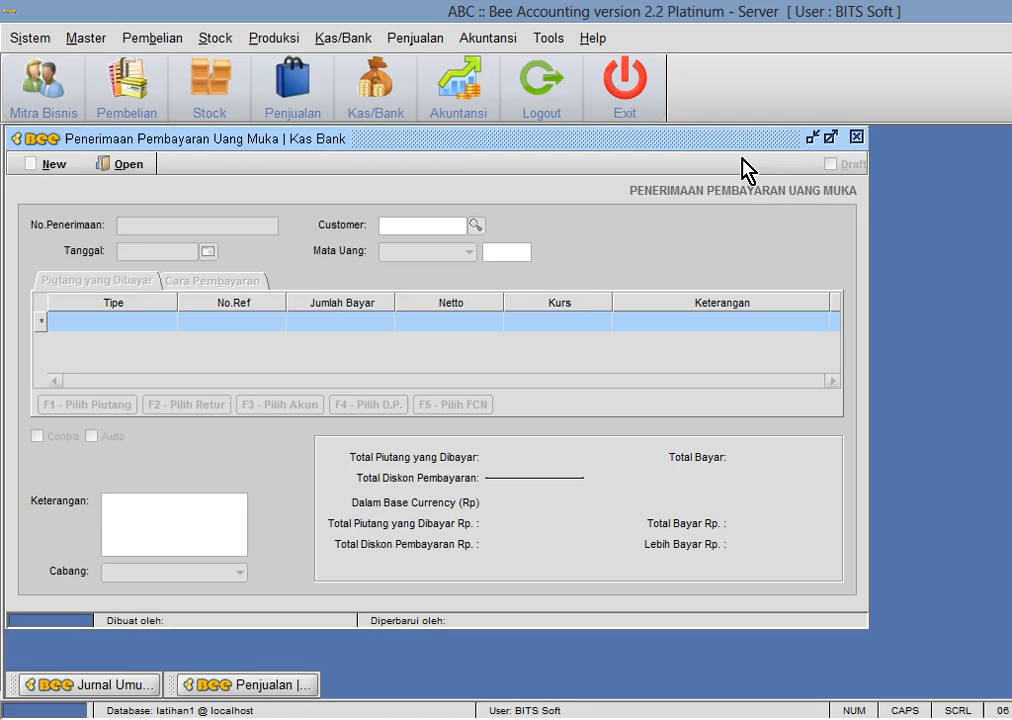 ABC :: Bee Accounting version 2.2 Platinum - Server [ User : BITS Soft ]
Sistem Master Pembelian Stock Produksi Kas/Bank Penjualan Akuntansi Tools Help
Mitra Bisnis Pembelian Stock Penjualan Kas/Bank Akuntansi Logout Exit
Bee Penerimaan Pembayaran Uang Muka | Kas Bank
New Open Draft
PENERIMAAN PEMBAYARAN UANG MUKA
No.Penerimaan: Customer:
Tanggal: Mata Uang:
Piutang yang Dibayar Cara Pembayaran
Tipe No.Ref Jumlah Bayar Netto Kurs Keterangan
*
F1 - Pilih Piutang F2 - Pilih Retur F3 - Pilih Akun F4 - Pilih D.P. F5 - Pilih FCN
Contra Auto
Total Piutang yang Dibayar: Total Bayar:
Total Diskon Pembayaran:
Keterangan: Dalam Base Currency (Rp)
Total Piutang yang Dibayar Rp. : Total Bayar Rp. :
Total Diskon Pembayaran Rp. : Lebih Bayar Rp. :
Cabang:
Dibuat oleh: Diperbarui oleh:
Bee Jurnal Umu... Bee Penjualan |...
Database: latihan1 @ localhost User: BITS Soft NUM CAPS SCRL 06